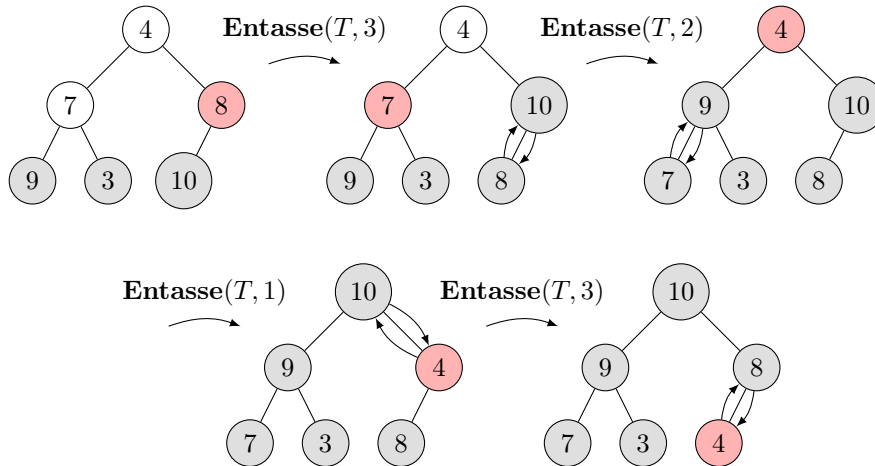 4 Entasse(T, 3) 4 Entasse(T, 2) 4
7 8 7 10 9 10
9 3 10 9 3 8 7 3 8
Entasse(T, 1) 10 Entasse(T, 3) 10
9 4 9 8
7 3 8 7 3 4